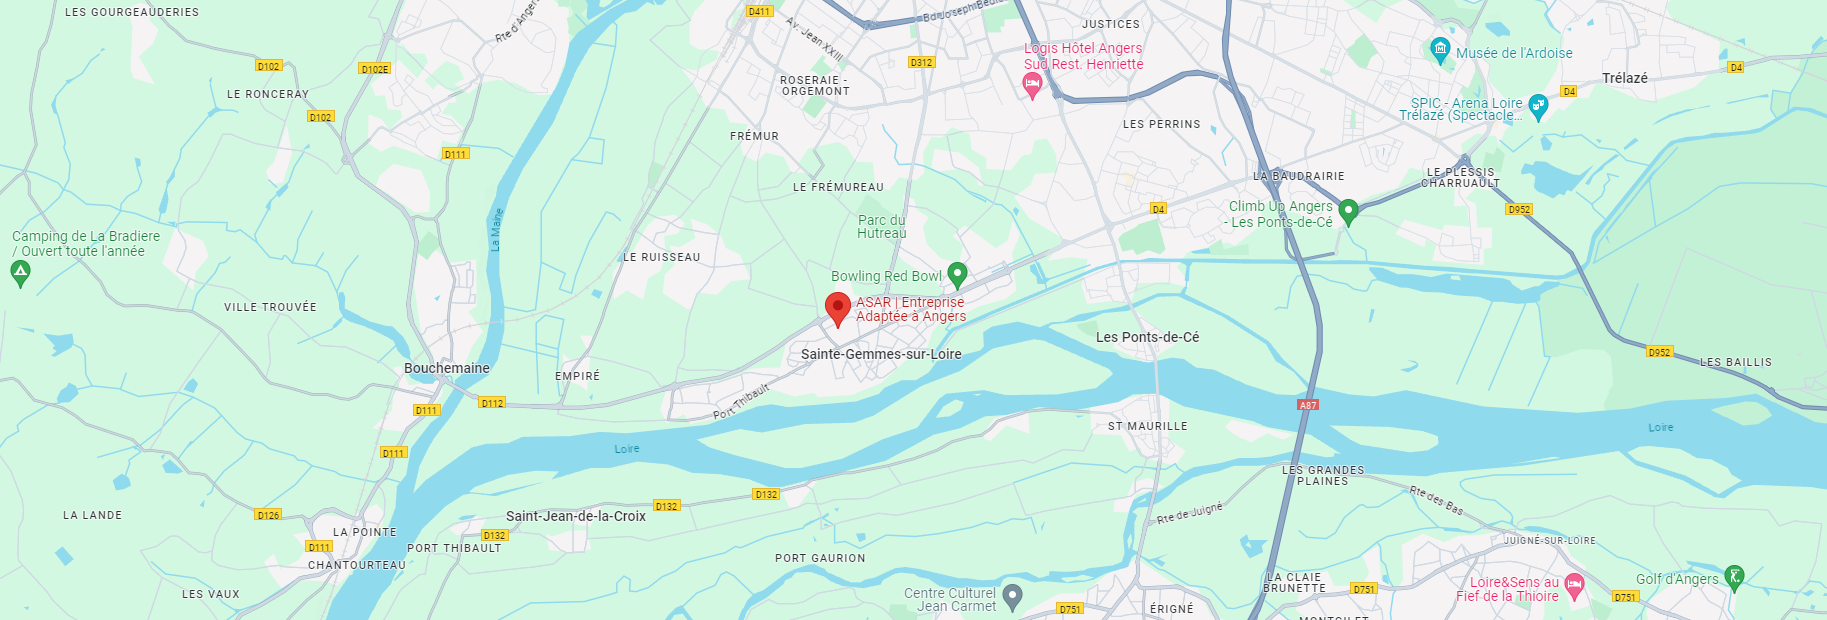 LES GOURGEAUDERIES
Rte d'Angers
D411
Bd Joseph Bédier
Av. Jean XXIII
JUSTICES
Logis Hôtel Angers
Sud Rest. Henriette
Musée de l'Ardoise
D102
D102E
D312
D4
Trélazé
ROSERAIE -
ORGEMONT
LE RONCERAY
D4
SPIC - Arena Loire
Trélazé (Spectacle...
D102
LES PERRINS
FRÉMUR
D111
LE FRÉMUREAU
LA BAUDRAIRIE
LE PLESSIS
CHARRUAULT
D4
Climb Up Angers
- Les Ponts-de-Cé
D952
Parc du
Hutreau
La Maine
Camping de La Bradiere
/ Ouvert toute l'année
LE RUISSEAU
Bowling Red Bowl
VILLE TROUVÉE
ASAR | Entreprise
Adaptée à Angers
Les Ponts-de-Cé
Sainte-Gemmes-sur-Loire
D952
LES BAILLIS
Bouchemaine
EMPIRÉ
Port Thibault
D111
D112
A87
ST MAURILLE
Loire
Loire
D111
LES GRANDES
PLAINES
D132
Rte des Bas
D132
Saint-Jean-de-la-Croix
Rte de Juigné
LA LANDE
D126
LA POINTE
D132
D111
PORT THIBAULT
JUIGNÉ-SUR-LOIRE
PORT GAURION
CHANTOURTEAU
LES VAUX
Centre Culturel
Jean Carmet
D751
ÉRIGNÉ
LA CLAIE
BRUNETTE
D751
Loire&Sens au
Fief de la Thioire
Golf d'Angers
D751
MONTGILET